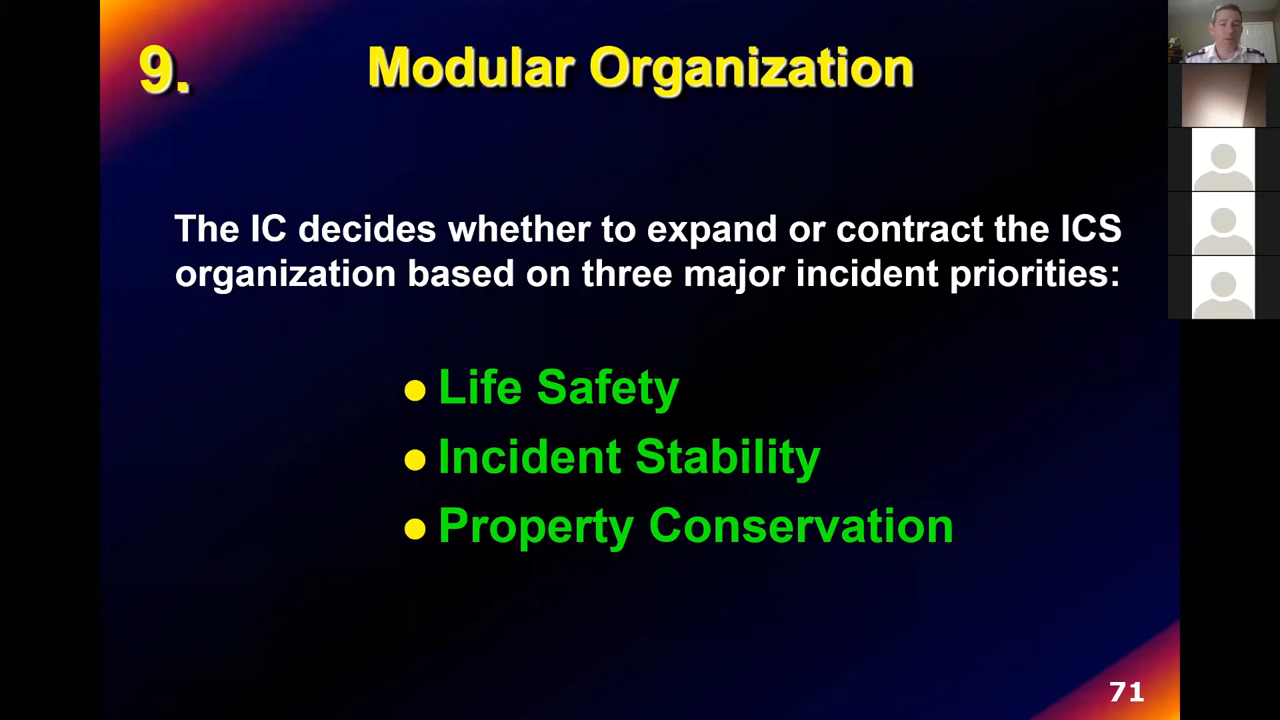 9.
Modular Organization
The IC decides whether to expand or contract the ICS
organization based on three major incident priorities:
● Life Safety
● Incident Stability
● Property Conservation
71